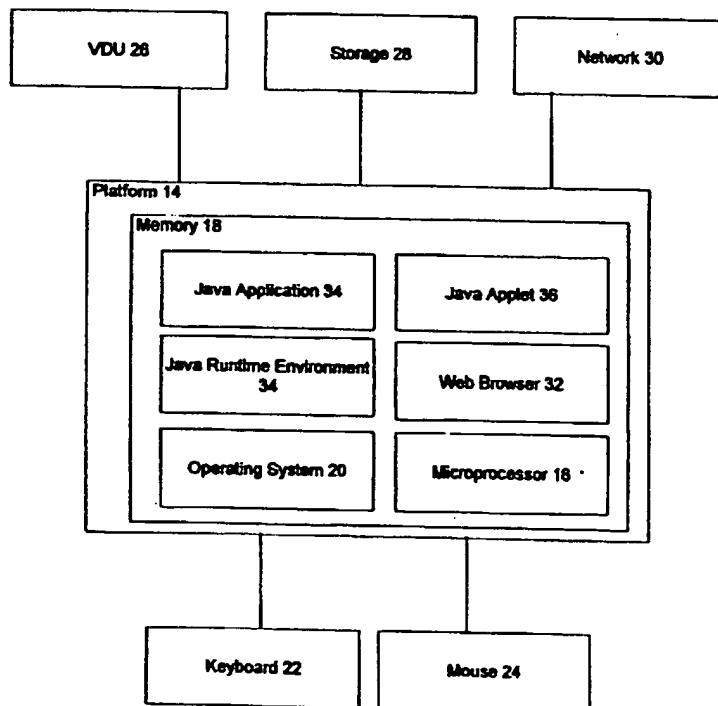 VDU 26
Storage 28
Network 30
Platform 14
Memory 18
Java Application 34
Java Applet 36
Java Runtime Environment
34
Web Browser 32
Operating System 20
Microprocessor 16
Keyboard 22
Mouse 24